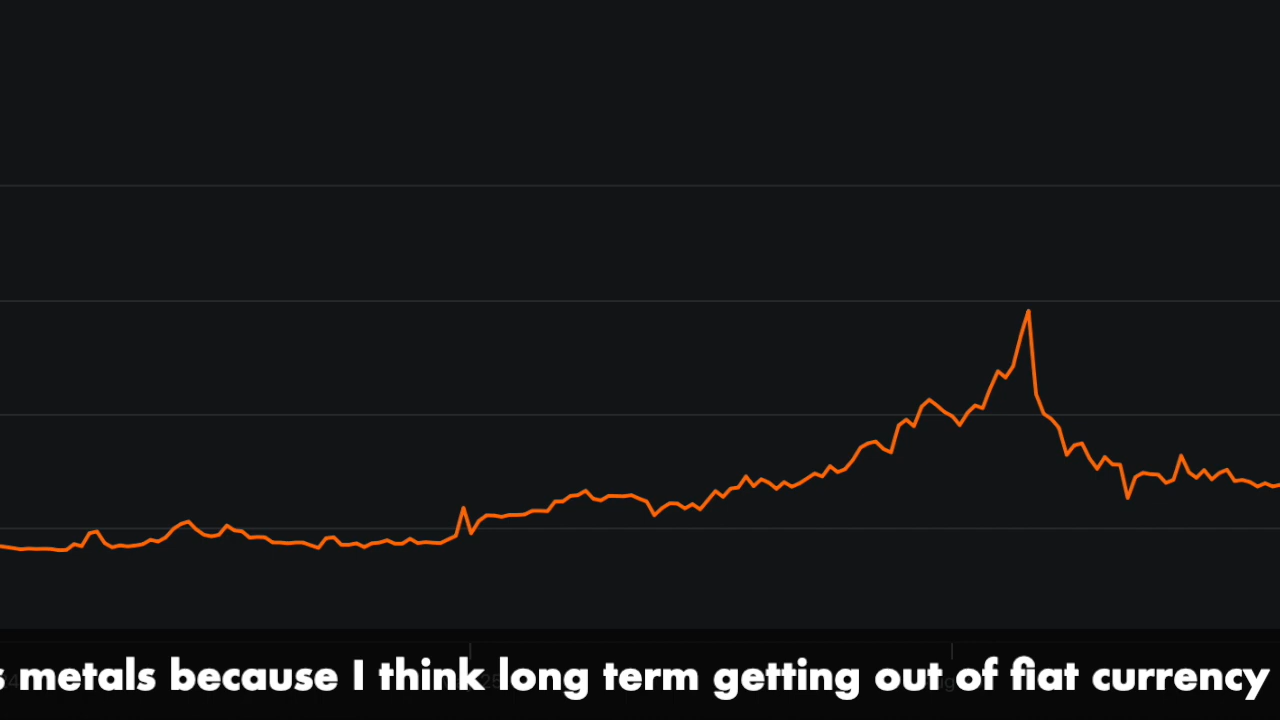 s metals because I think long term getting out of fiat currency